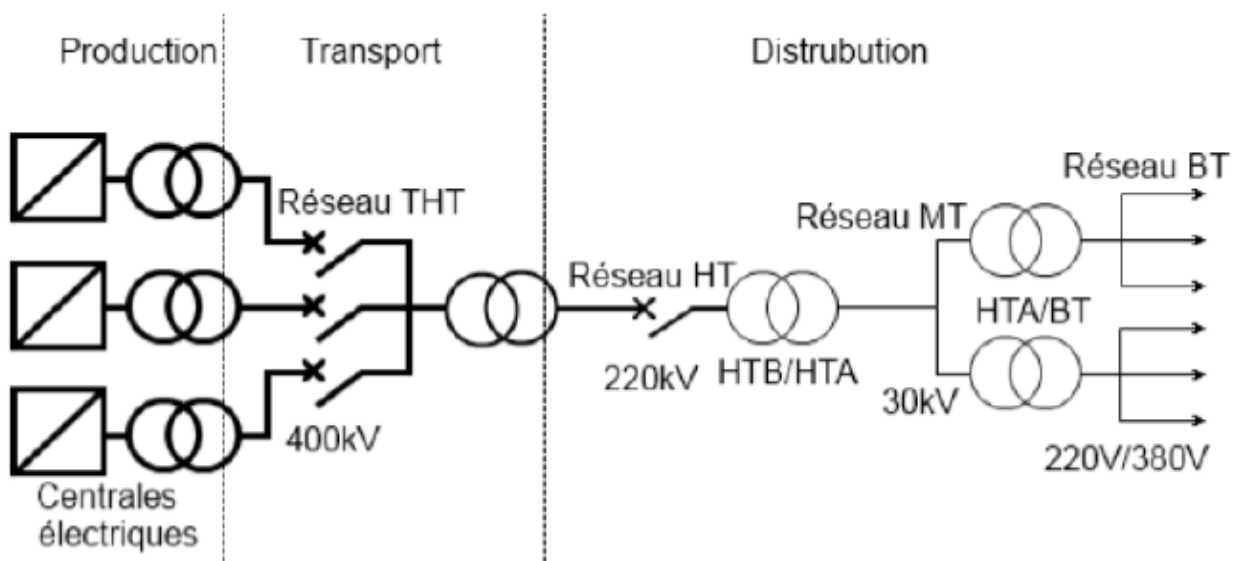 Production
Transport
Distrubution
Réseau THT
Réseau BT
Réseau MT
Réseau HT
HTA/BT
HTB/HTA
220kV
30kV
400kV
220V/380V
Centrales
électriques